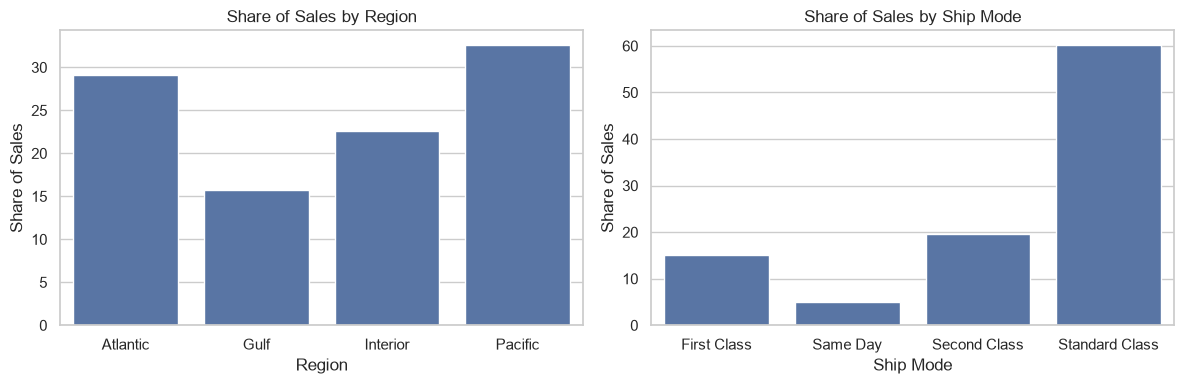 Share of Sales by Region
Share of Sales
30
25
20
15
10
5
0
Atlantic Gulf Interior Pacific
Region
Share of Sales by Ship Mode
Share of Sales
60
50
40
30
20
10
0
First Class Same Day Second Class Standard Class
Ship Mode